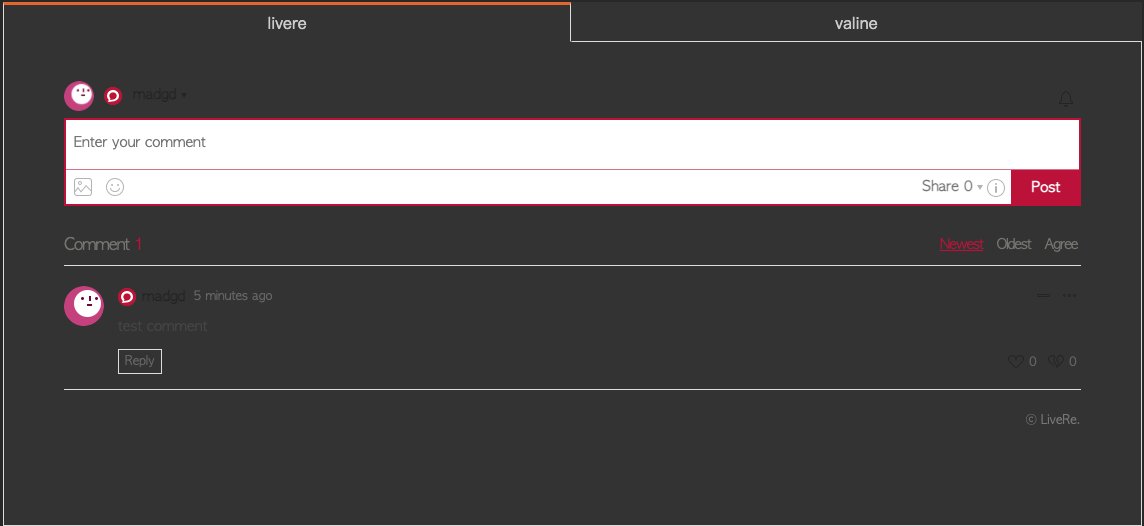 livere
valine
madgd
Enter your comment
Share 0
Post
Comment 1
Newest Oldest Agree
madgd 5 minutes ago
test comment
Reply
0 0
© LiveRe.